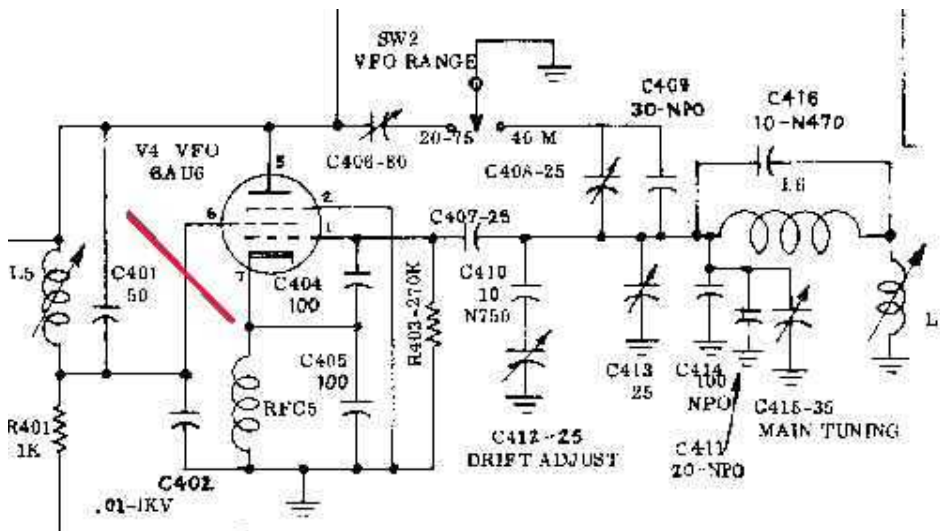 SW2
VFO RANGE
C409
30-NPO
C416
10-N470
C406-80
20-75
40 M
C408-25
L6
V4 VFO
6AU6
5
2
6
1
7
C407-25
L5
C401
50
C404
100
C410
10
N750
R403-270K
C405
100
RFC5
C413
25
C414
100
NPO
C415-35
MAIN TUNING
L
R401
1K
C402
.01-1KV
C412-25
DRIFT ADJUST
C411
20-NPO